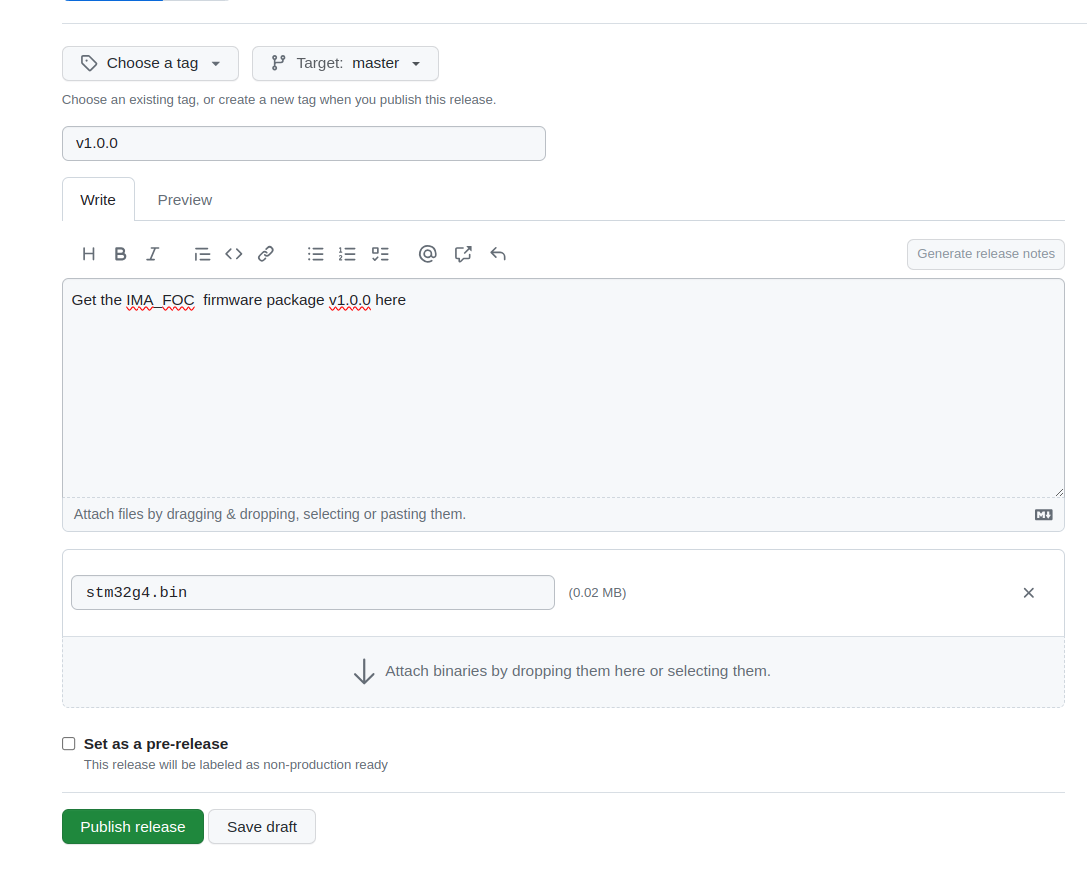 Choose a tag Target: master
Choose an existing tag, or create a new tag when you publish this release.
v1.0.0
Write Preview
Generate release notes
Get the IMA_FOC  firmware package v1.0.0 here
Attach files by dragging & dropping, selecting or pasting them.
stm32g4.bin (0.02 MB)
Attach binaries by dropping them here or selecting them.
Set as a pre-release
This release will be labeled as non-production ready
Publish release Save draft